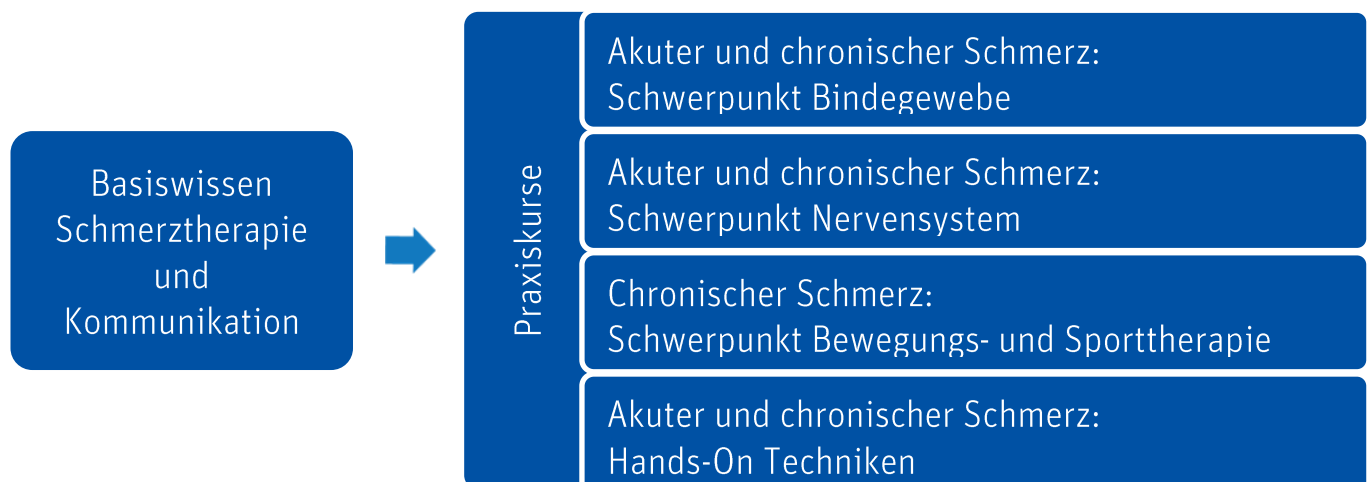 Basiswissen
Schmerztherapie
und
Kommunikation
Praxiskurse
Akuter und chronischer Schmerz:
Schwerpunkt Bindegewebe
Akuter und chronischer Schmerz:
Schwerpunkt Nervensystem
Chronischer Schmerz:
Schwerpunkt Bewegungs- und Sporttherapie
Akuter und chronischer Schmerz:
Hands-On Techniken